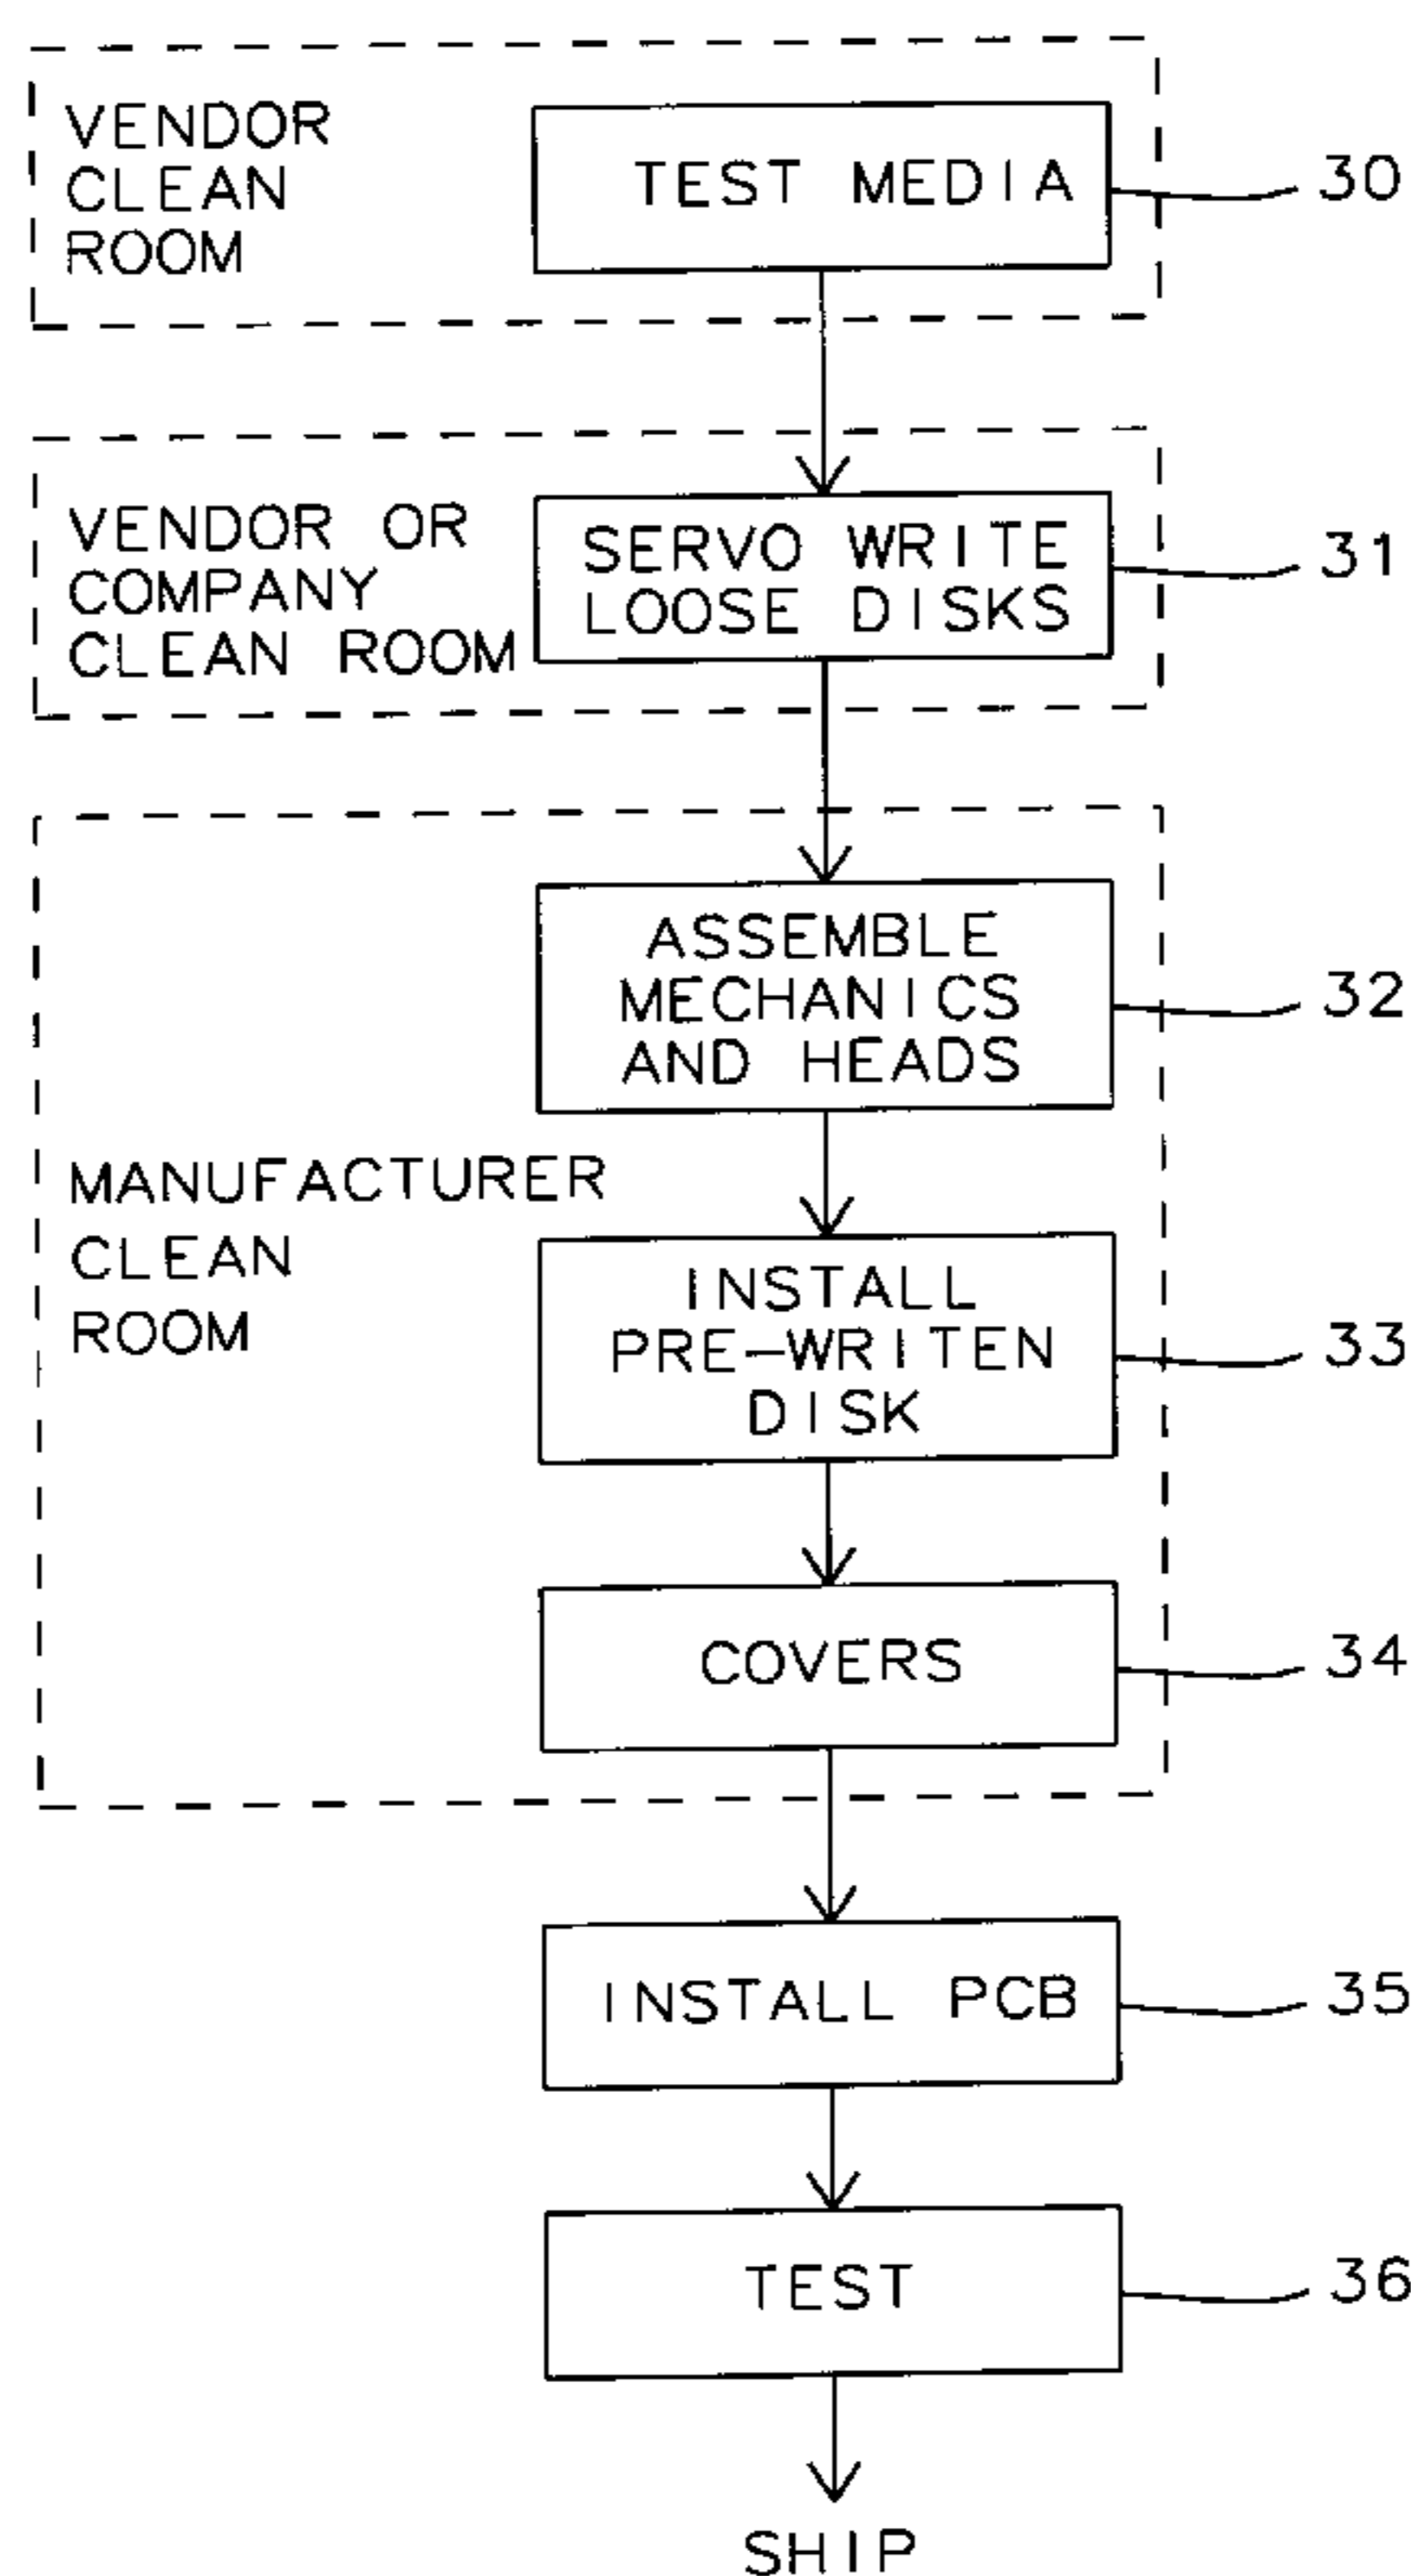 VENDOR
CLEAN
ROOM
TEST MEDIA
30
VENDOR OR
COMPANY
CLEAN ROOM
SERVO WRITE
LOOSE DISKS
31
ASSEMBLE
MECHANICS
AND HEADS
32
MANUFACTURER
CLEAN
ROOM
INSTALL
PRE-WRITEN
DISK
33
COVERS
34
INSTALL PCB
35
TEST
36
SHIP